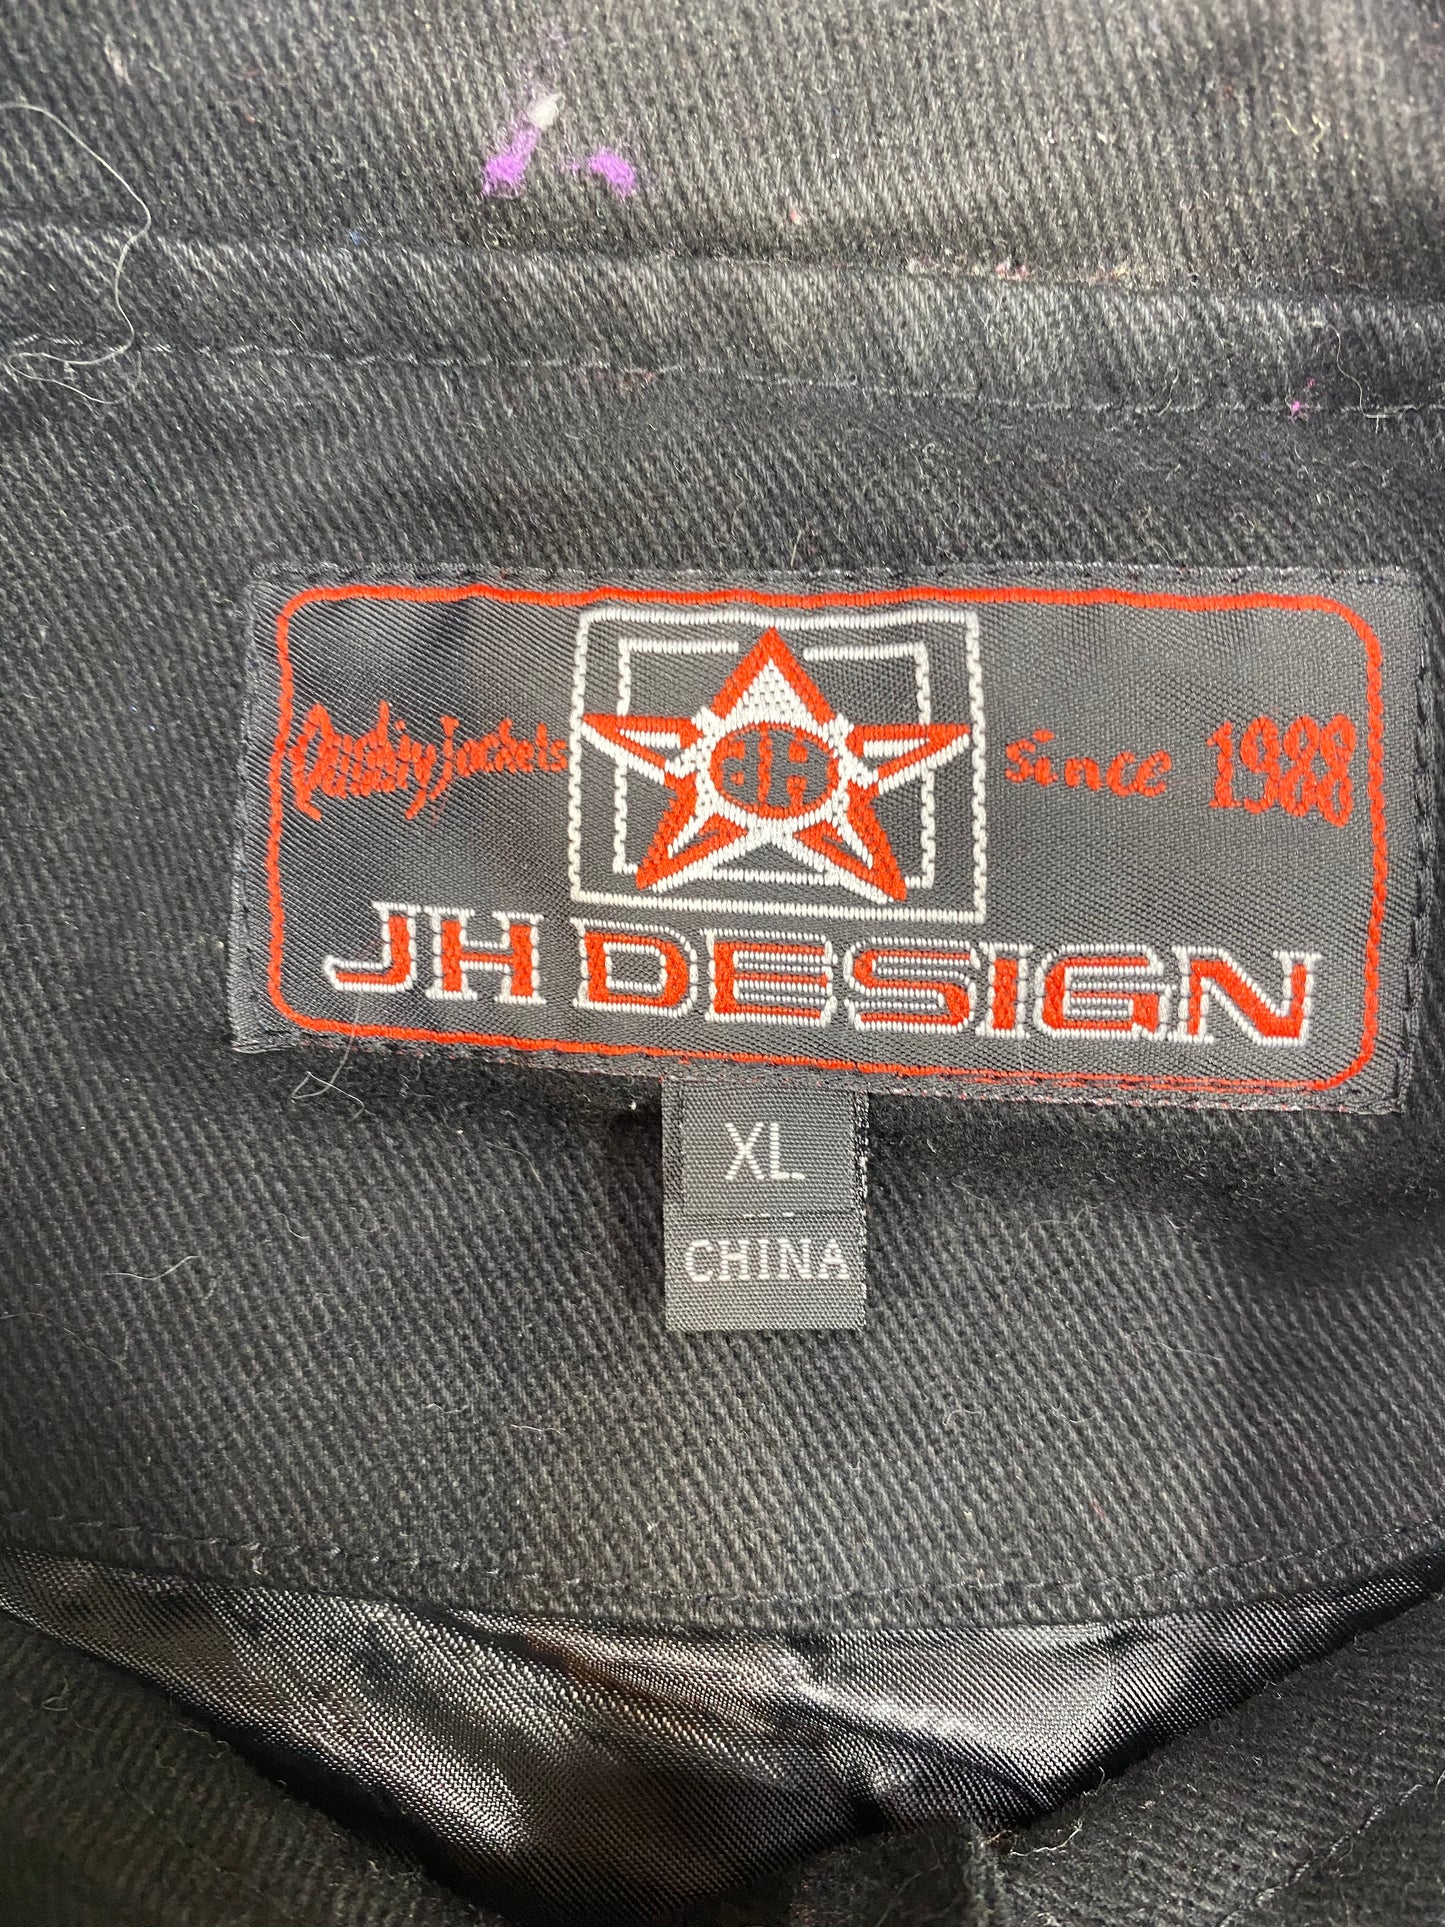 Quality Jackets
JH
Since 1988
JH DESIGN
XL
CHINA